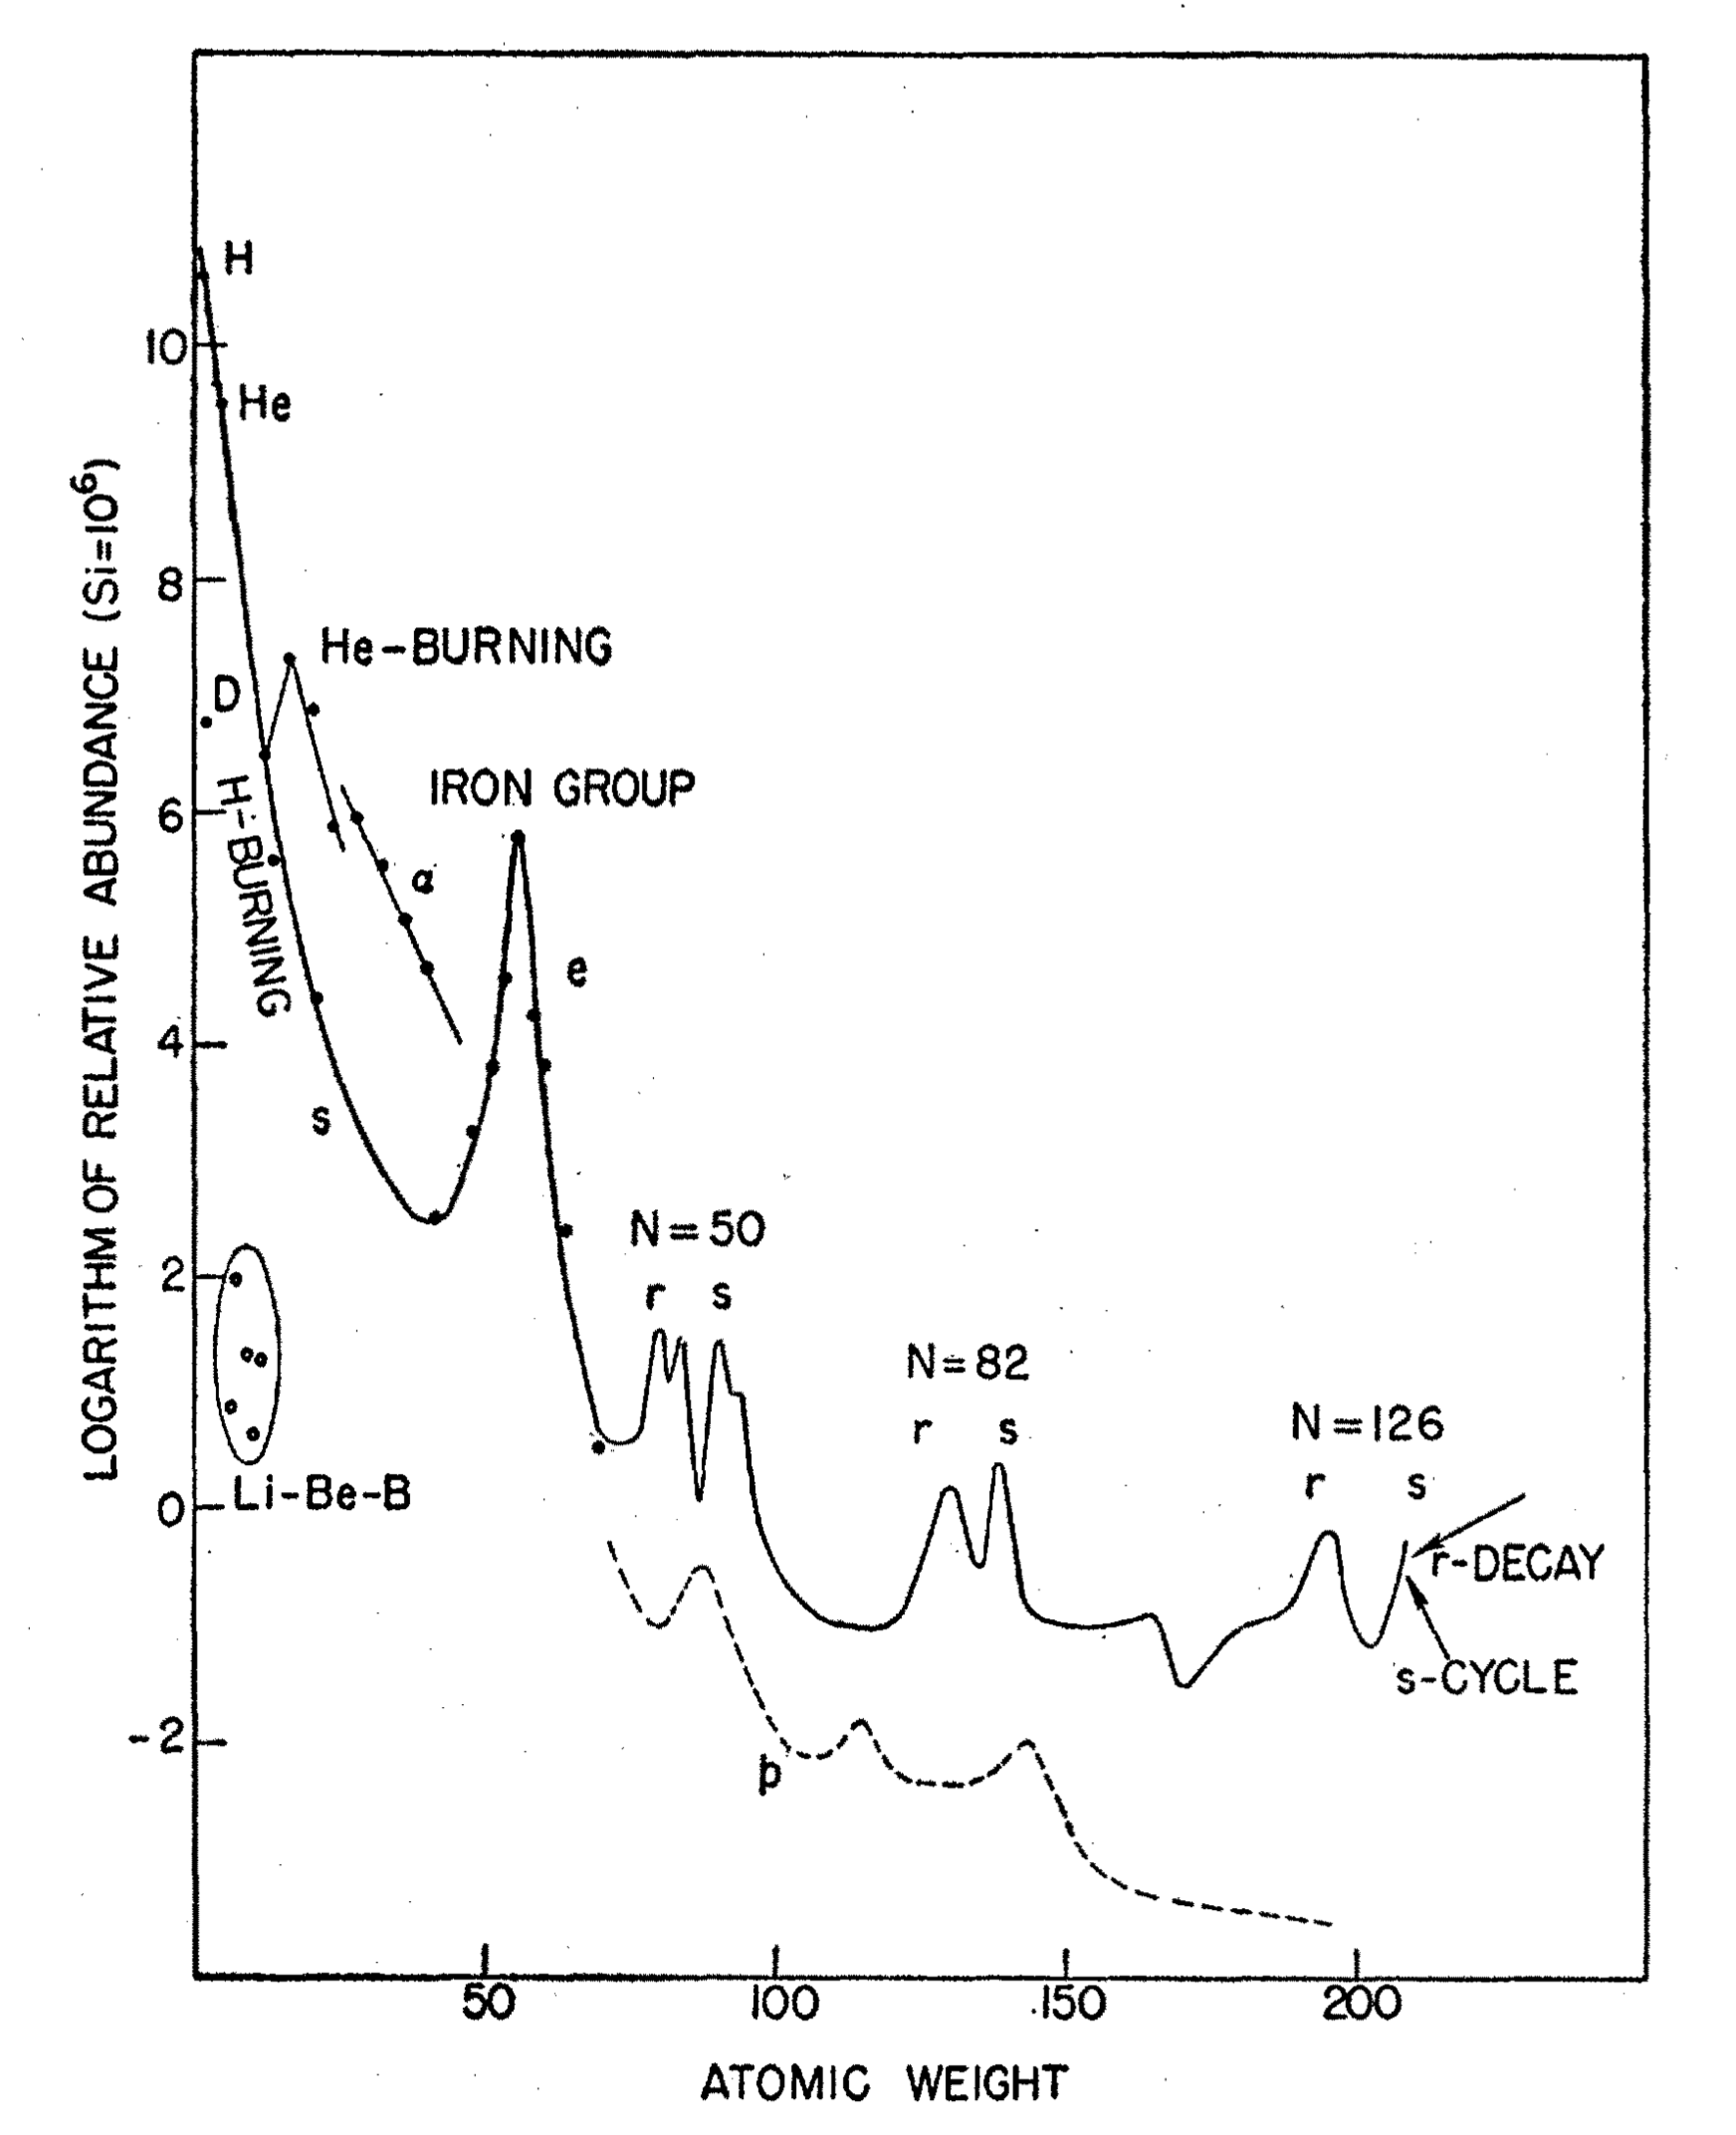 H
10
He
LOGARITHM OF RELATIVE ABUNDANCE (Si=10⁶)
8
He-BURNING
D
IRON GROUP
6
H-BURNING
α
e
4
s
N=50
2
r s
N=82
r s
N=126
r s
Li-Be-B
0
r-DECAY
s-CYCLE
-2
p
50 100 150 200
ATOMIC WEIGHT